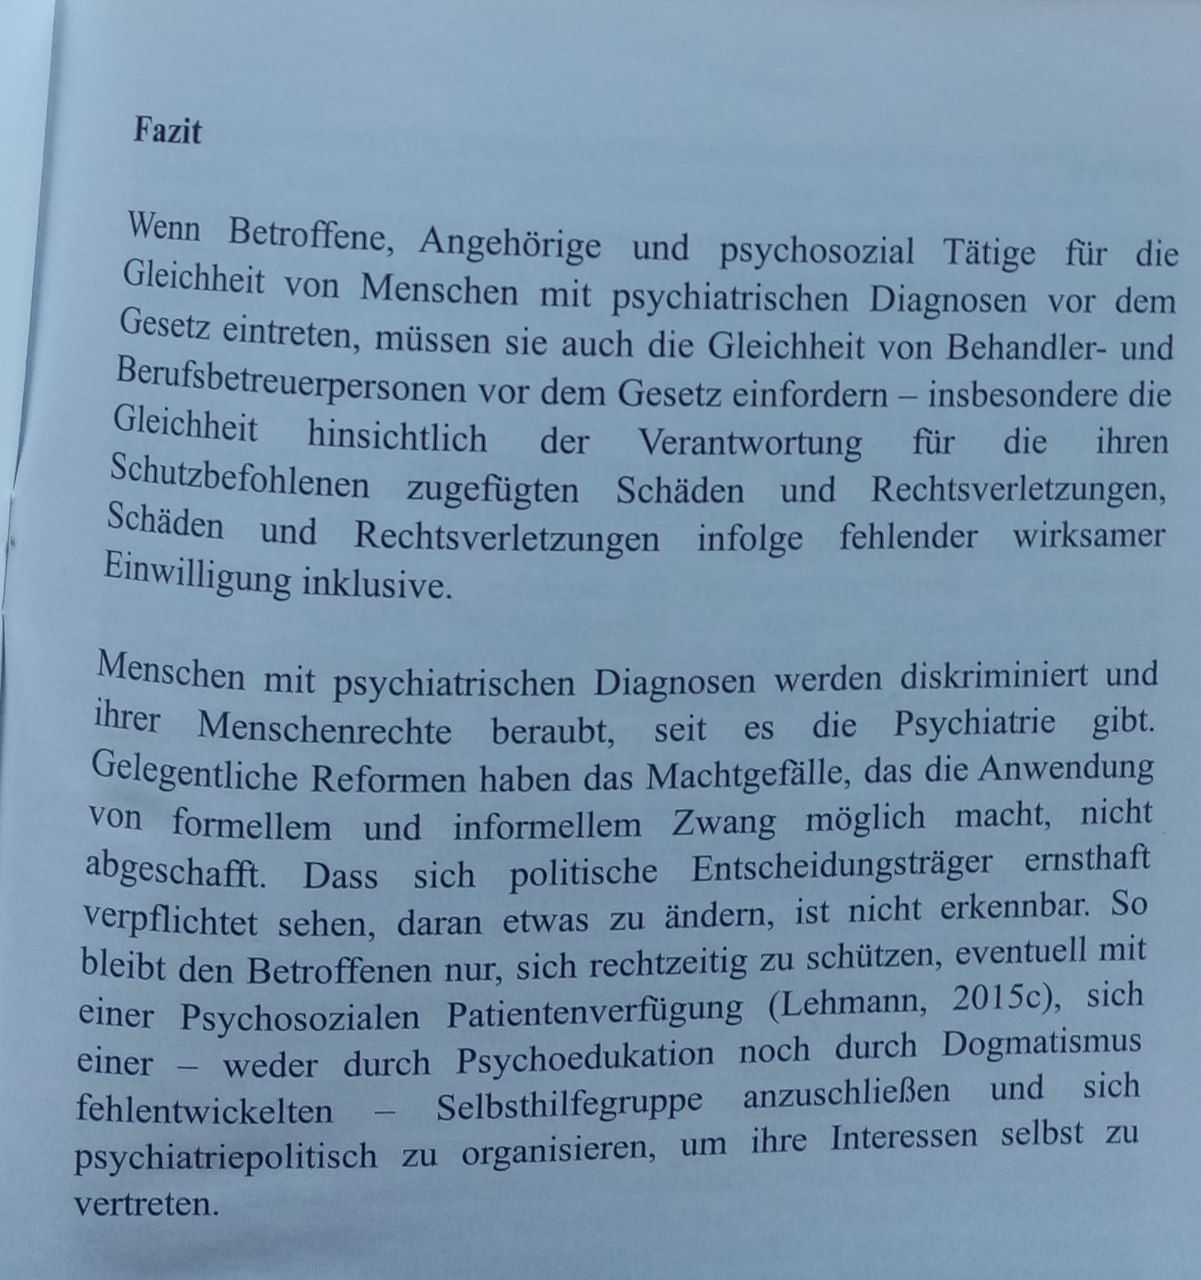 Fazit
Wenn Betroffene, Angehörige und psychosozial Tätige für die
Gleichheit von Menschen mit psychiatrischen Diagnosen vor dem
Gesetz eintreten, müssen sie auch die Gleichheit von Behandler- und
Berufsbetreuerpersonen vor dem Gesetz einfordern – insbesondere die
Gleichheit hinsichtlich der Verantwortung für die ihren
Schutzbefohlenen zugefügten Schäden und Rechtsverletzungen,
Schäden und Rechtsverletzungen infolge fehlender wirksamer
Einwilligung inklusive.
Menschen mit psychiatrischen Diagnosen werden diskriminiert und
ihrer Menschenrechte beraubt, seit es die Psychiatrie gibt.
Gelegentliche Reformen haben das Machtgefälle, das die Anwendung
von formellem und informellem Zwang möglich macht, nicht
abgeschafft. Dass sich politische Entscheidungsträger ernsthaft
verpflichtet sehen, daran etwas zu ändern, ist nicht erkennbar. So
bleibt den Betroffenen nur, sich rechtzeitig zu schützen, eventuell mit
einer Psychosozialen Patientenverfügung (Lehmann, 2015c), sich
einer – weder durch Psychoedukation noch durch Dogmatismus
fehlentwickelten – Selbsthilfegruppe anzuschließen und sich
psychiatriepolitisch zu organisieren, um ihre Interessen selbst zu
vertreten.